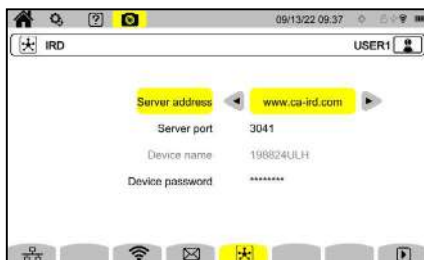 09/13/22 09:37
IRD USER1
Server address www.ca-ird.com
Server port 3041
Device name 198824ULH
Device password ********